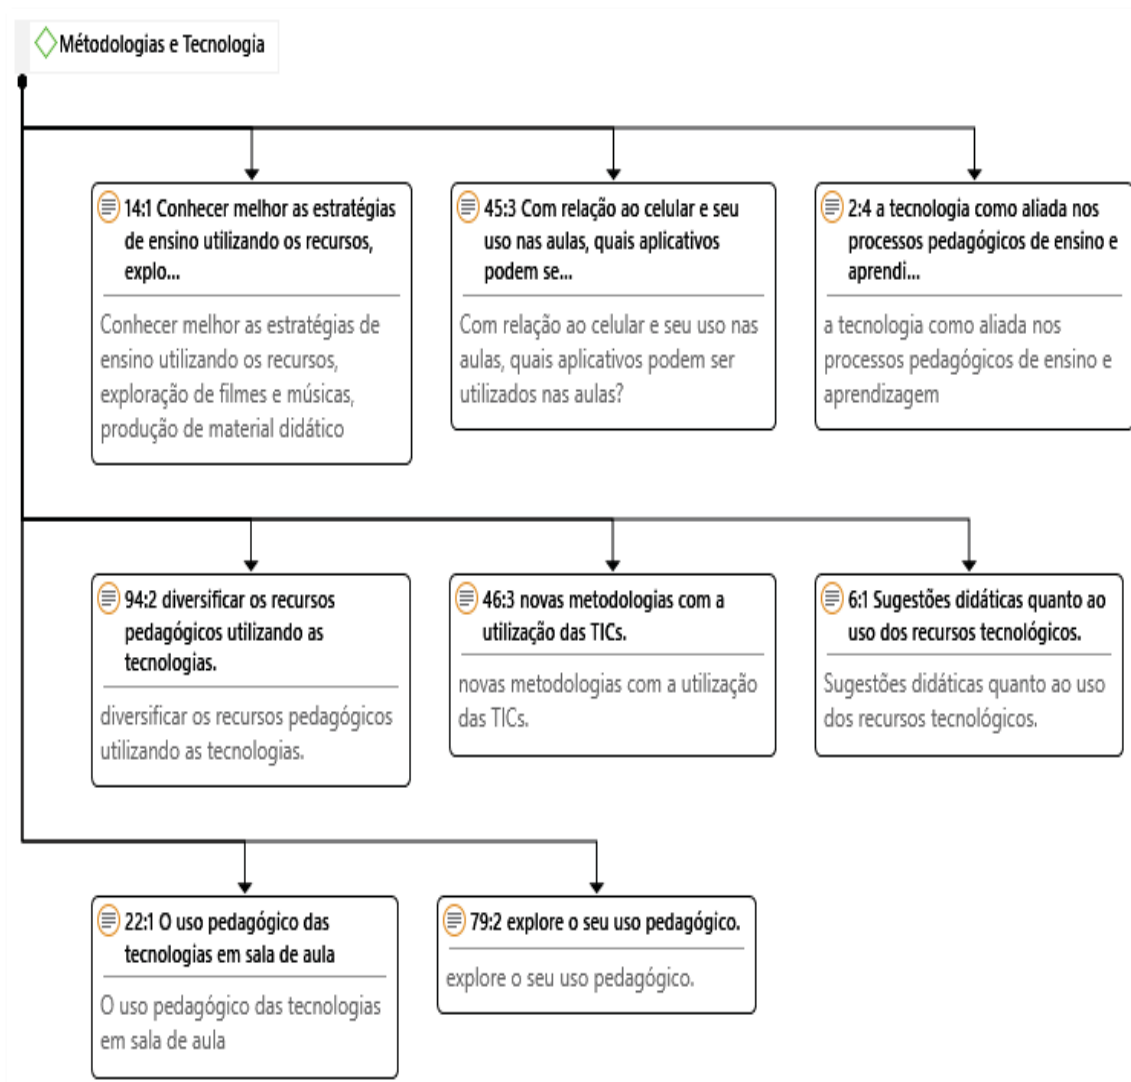 Métodologias e Tecnologia
14:1 Conhecer melhor as estratégias
de ensino utilizando os recursos,
explo...
Conhecer melhor as estratégias de
ensino utilizando os recursos,
exploração de filmes e músicas,
produção de material didático
45:3 Com relação ao celular e seu
uso nas aulas, quais aplicativos
podem se...
Com relação ao celular e seu uso nas
aulas, quais aplicativos podem ser
utilizados nas aulas?
2:4 a tecnologia como aliada nos
processos pedagógicos de ensino e
aprendi...
a tecnologia como aliada nos
processos pedagógicos de ensino e
aprendizagem
94:2 diversificar os recursos
pedagógicos utilizando as
tecnologias.
diversificar os recursos pedagógicos
utilizando as tecnologias.
46:3 novas metodologias com a
utilização das TICs.
novas metodologias com a utilização
das TICs.
6:1 Sugestões didáticas quanto ao
uso dos recursos tecnológicos.
Sugestões didáticas quanto ao uso
dos recursos tecnológicos.
22:1 O uso pedagógico das
tecnologias em sala de aula
O uso pedagógico das tecnologias
em sala de aula
79:2 explore o seu uso pedagógico.
explore o seu uso pedagógico.